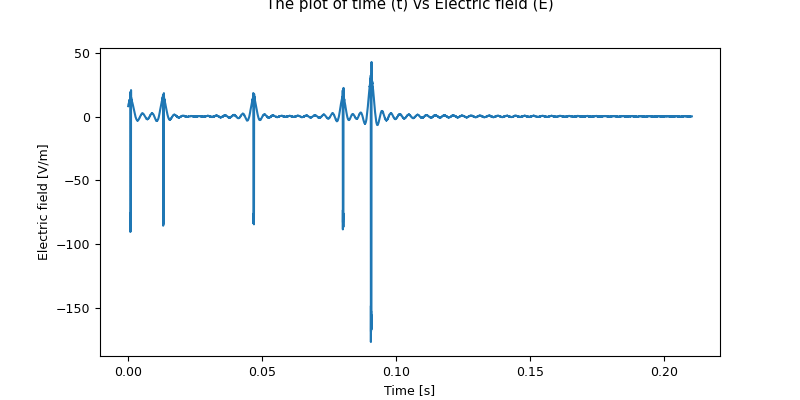 The plot of time (t) vs Electric field (E)
50
0
−50
−100
−150
Electric field [V/m]
0.00 0.05 0.10 0.15 0.20
Time [s]